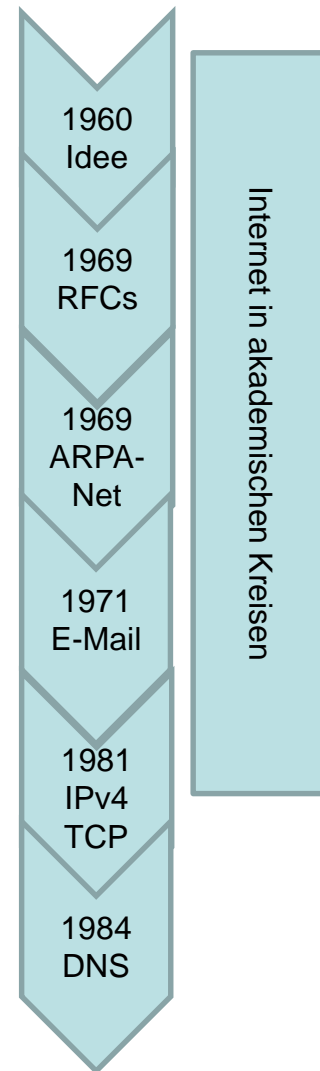 1960
Idee
1969
RFCs
1969
ARPA-
Net
1971
E-Mail
1981
IPv4
TCP
1984
DNS
Internet in akademischen Kreisen